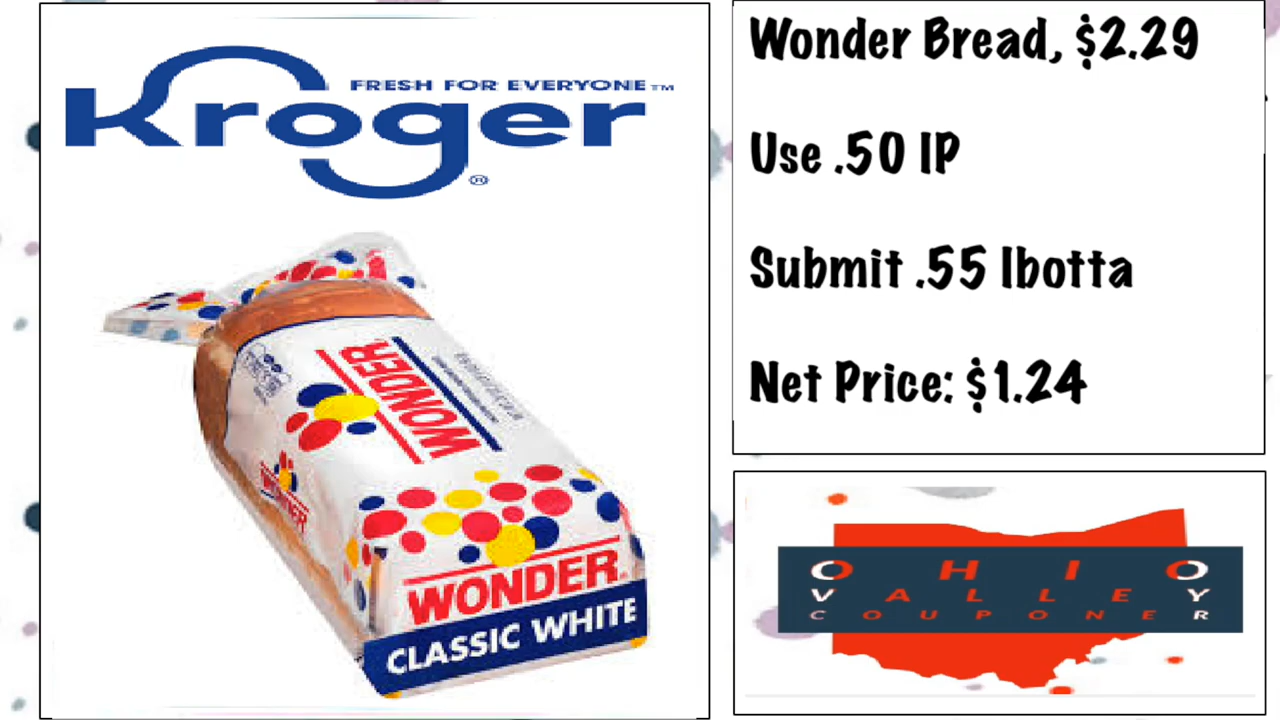 FRESH FOR EVERYONE™
Kroger®
WONDER
WONDER
WONDER
CLASSIC WHITE
Wonder Bread, $2.29
Use .50 IP
Submit .55 Ibotta
Net Price: $1.24
OHIO
VALLEY
COUPONER